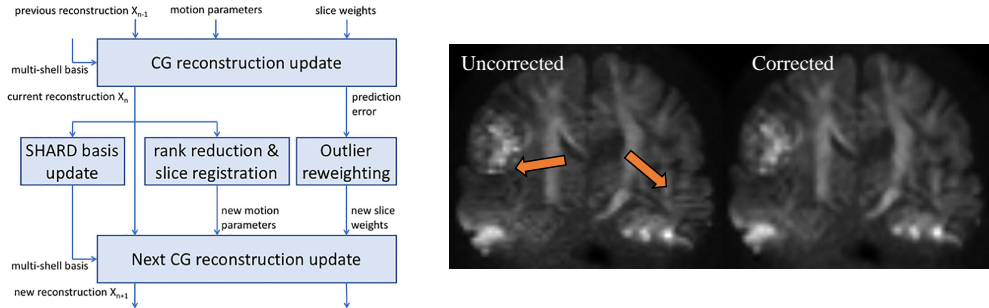 previous reconstruction Xn-1
motion parameters
slice weights
multi-shell basis
CG reconstruction update
current reconstruction Xn
prediction
error
SHARD basis
update
rank reduction &
slice registration
Outlier
reweighting
new motion
parameters
new slice
weights
multi-shell basis
Next CG reconstruction update
new reconstruction Xn+1
Uncorrected
Corrected